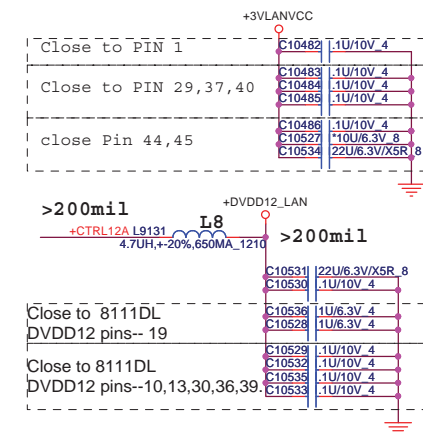 +3VLANVCC
Close to PIN 1
C10482 .1U/10V_4
Close to PIN 29,37,40
C10483 .1U/10V_4
C10484 .1U/10V_4
C10485 .1U/10V_4
close Pin 44,45
C10486 .1U/10V_4
C10527 *10U/6.3V_8
C10534 22U/6.3V/X5R_8
+DVDD12_LAN
>200mil
+CTRL12A L9131 L8
4.7UH,+-20%,650MA_1210
>200mil
C10531 22U/6.3V/X5R_8
C10530 .1U/10V_4
Close to 8111DL
DVDD12 pins-- 19
C10536 1U/6.3V_4
C10528 1U/6.3V_4
Close to 8111DL
DVDD12 pins--10,13,30,36,39.
C10529 .1U/10V_4
C10532 .1U/10V_4
C10535 .1U/10V_4
C10533 .1U/10V_4